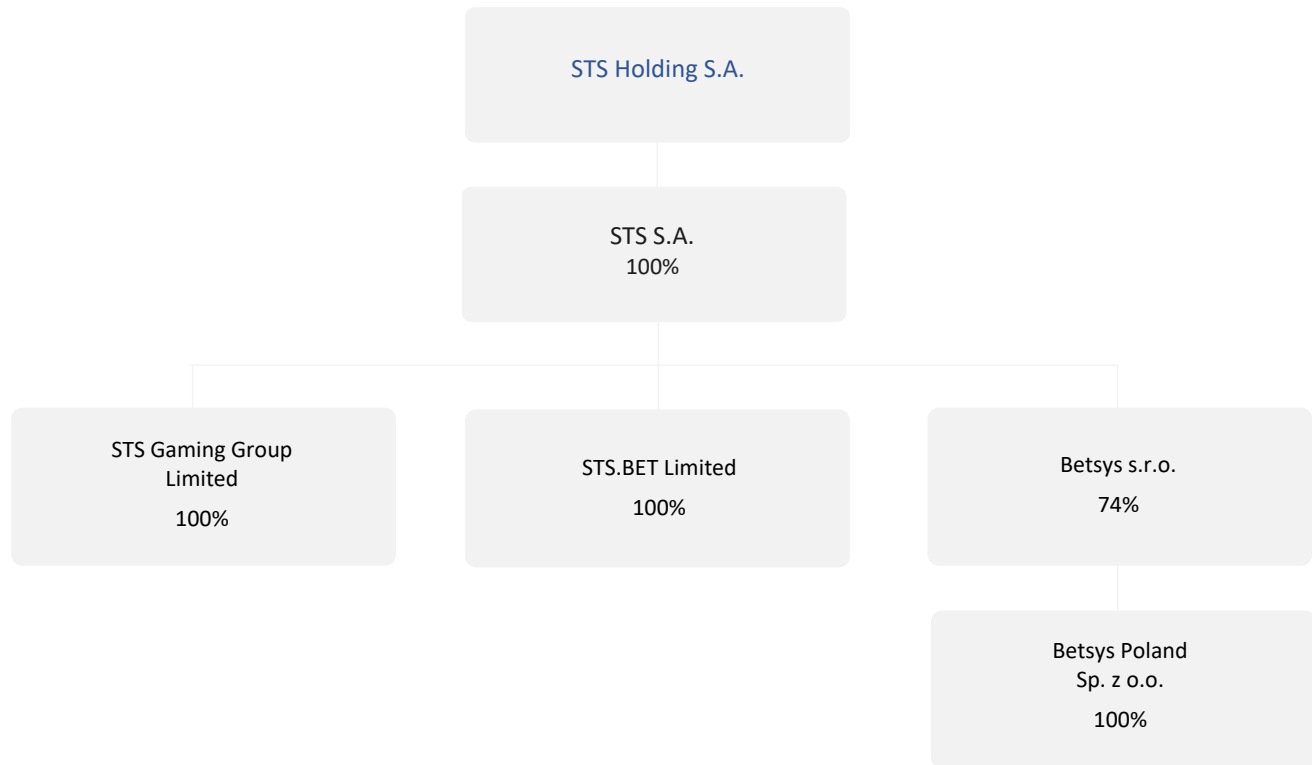 STS Holding S.A.
STS S.A.
100%
STS Gaming Group
Limited
100%
STS.BET Limited
100%
Betsys s.r.o.
74%
Betsys Poland
Sp. z o.o.
100%